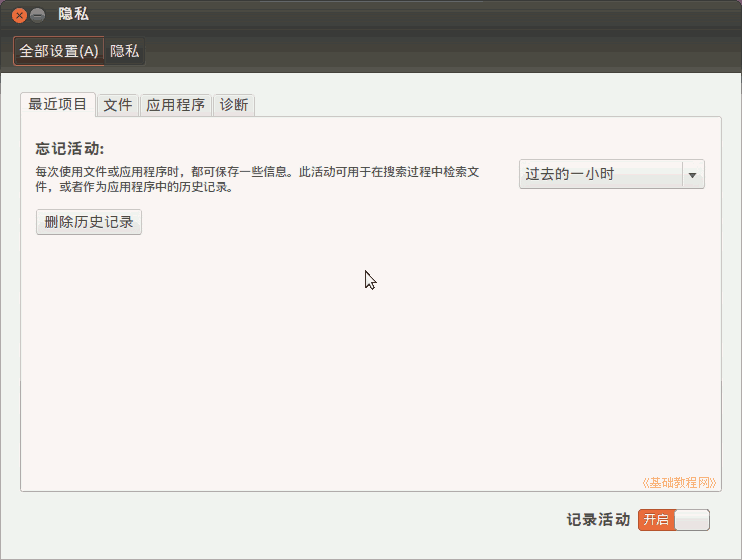 隐私
全部设置(A) 隐私
最近项目 文件 应用程序 诊断
忘记活动:
每次使用文件或应用程序时，都可保存一些信息。此活动可用于在搜索过程中检索文
件，或者作为应用程序中的历史记录。
过去的一小时
删除历史记录
《基础教程网》
记录活动 开启